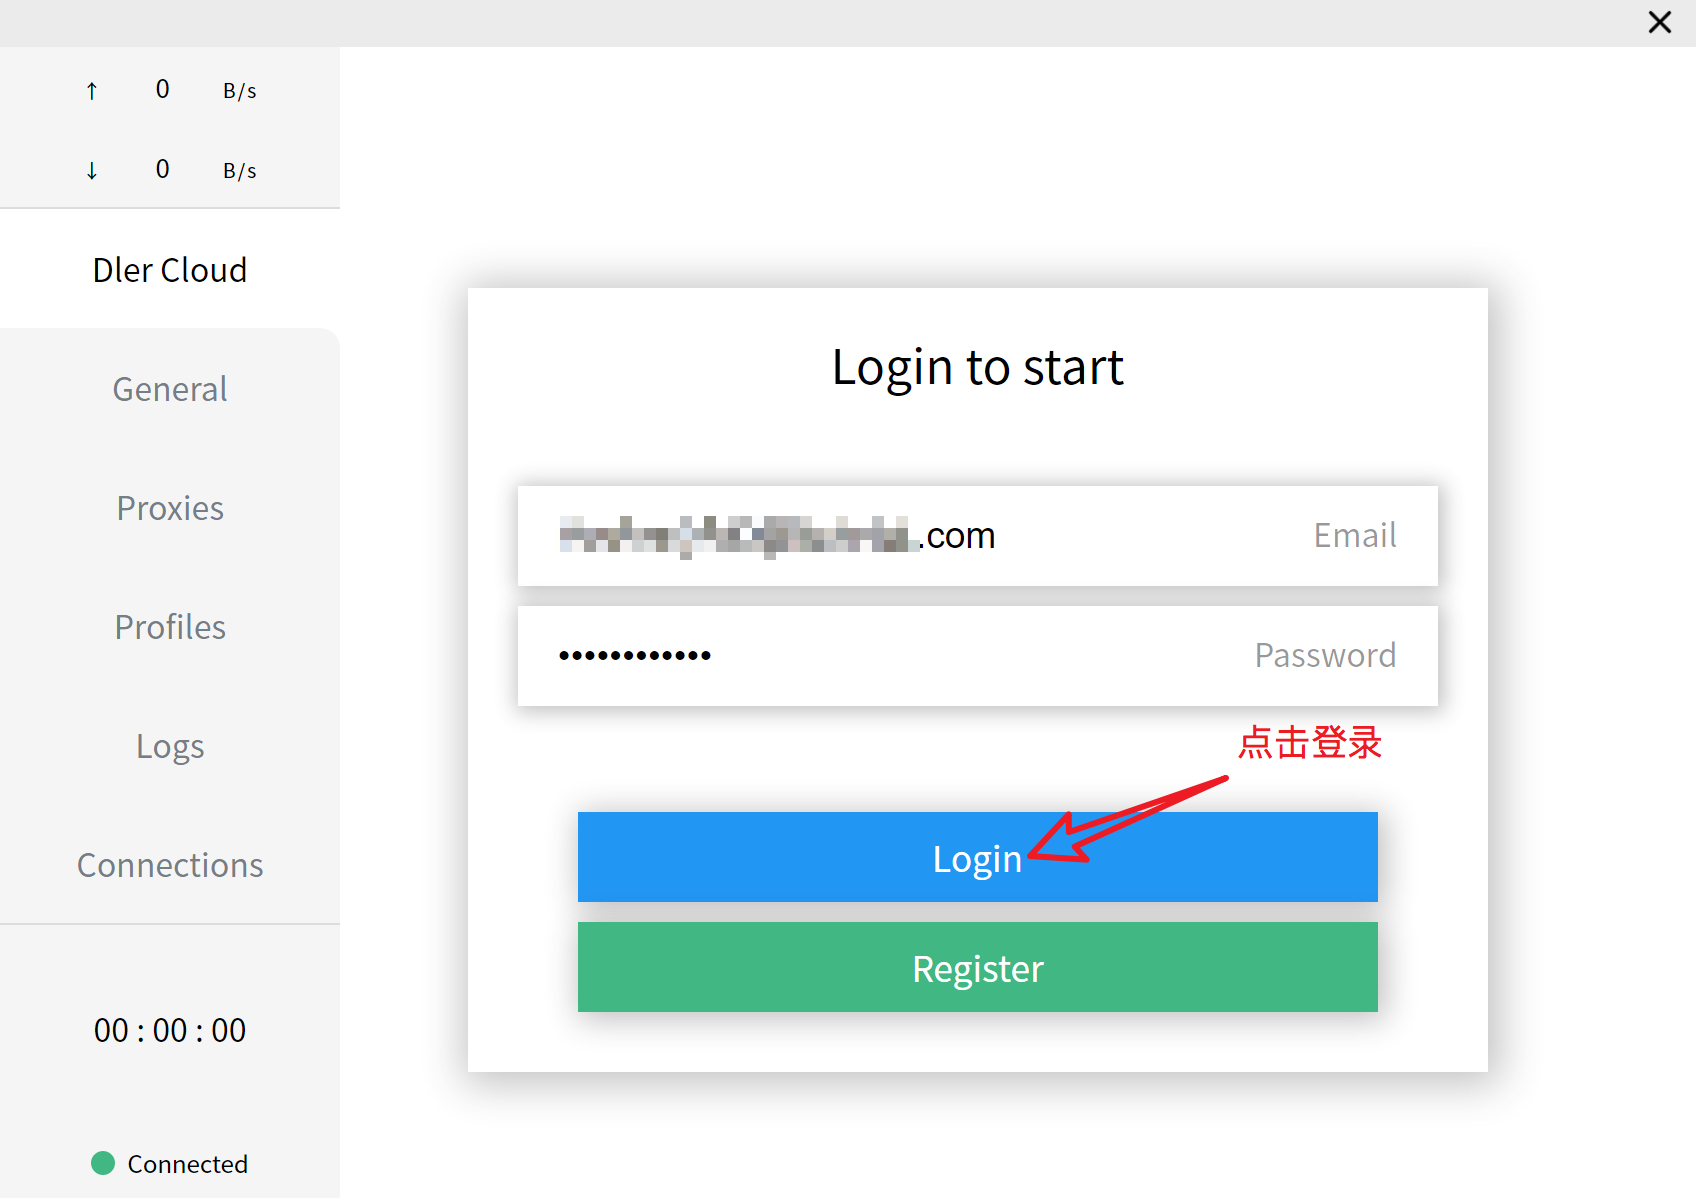 ↑ 0 B/s
↓ 0 B/s
Dler Cloud
General
Proxies
Profiles
Logs
Connections
00 : 00 : 00
Connected
Login to start
.com Email
•••••••••••• Password
点击登录
Login
Register